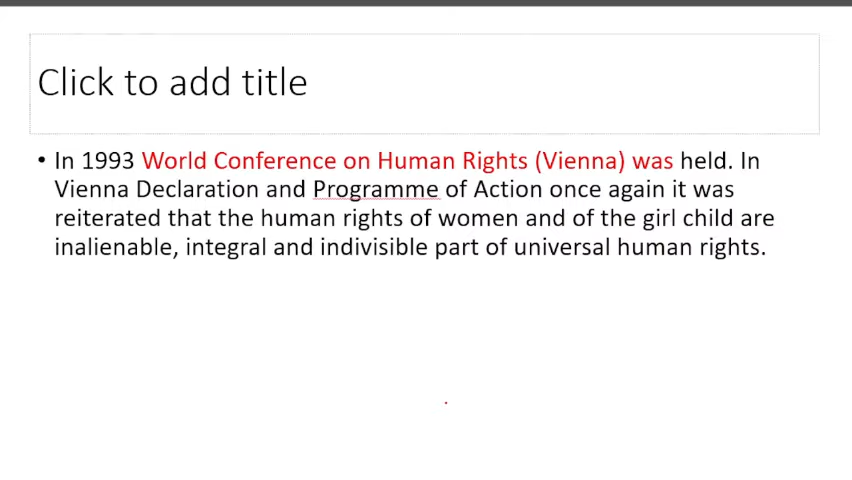 Click to add title
• In 1993 World Conference on Human Rights (Vienna) was held. In
Vienna Declaration and Programme of Action once again it was
reiterated that the human rights of women and of the girl child are
inalienable, integral and indivisible part of universal human rights.